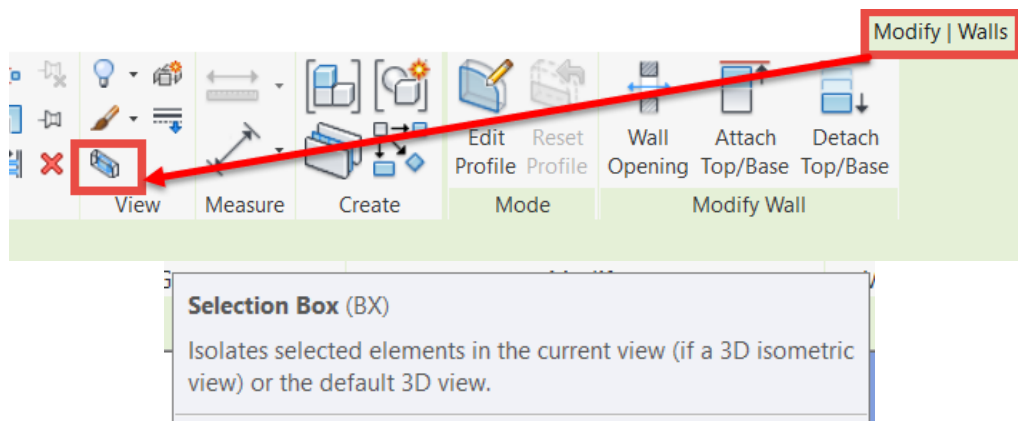 Modify | Walls
Edit Profile
Reset Profile
Wall Opening
Attach Top/Base
Detach Top/Base
View
Measure
Create
Mode
Modify Wall
Selection Box (BX)
Isolates selected elements in the current view (if a 3D isometric
view) or the default 3D view.